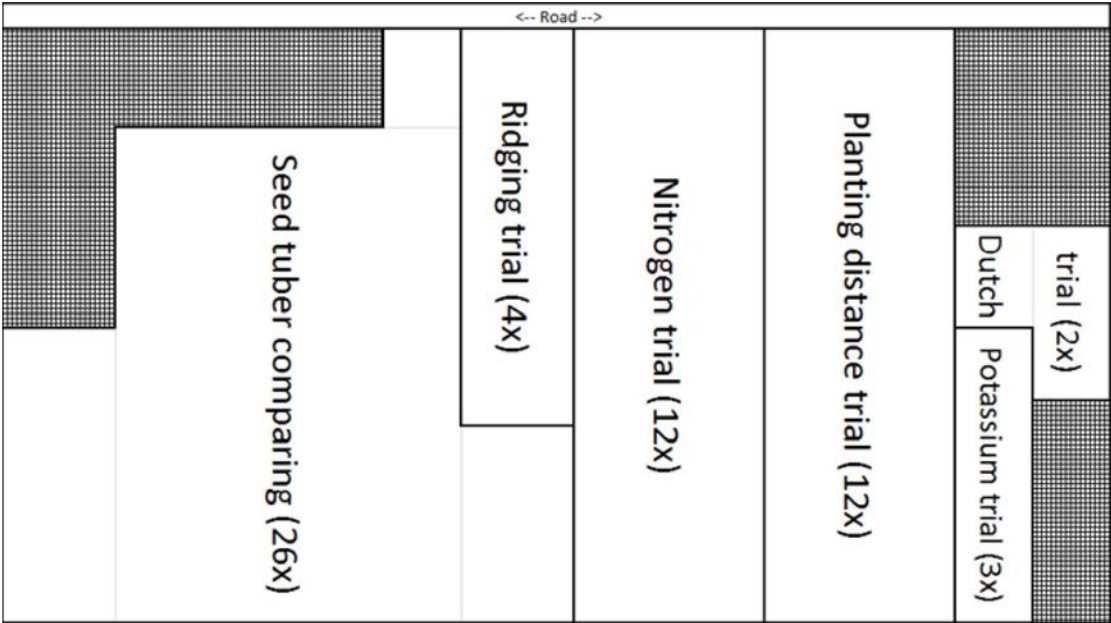 <-- Road -->
Seed tuber comparing (26x)
Ridging trial (4x)
Nitrogen trial (12x)
Planting distance trial (12x)
Dutch
trial (2x)
Potassium trial (3x)